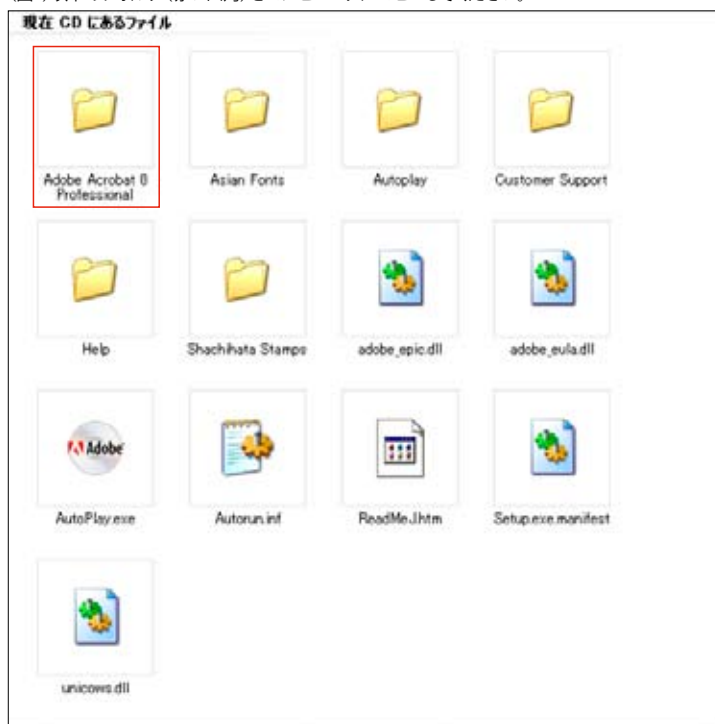 現在 CD にあるファイル
Adobe Acrobat 8
Professional
Asian Fonts
Autoplay
Customer Support
Help
Shachihata Stamps
adobe_epic.dll
adobe_eula.dll
Adobe
AutoPlay.exe
Autorun.inf
ReadMeJ.htm
Setup.exe.manifest
unicows.dll